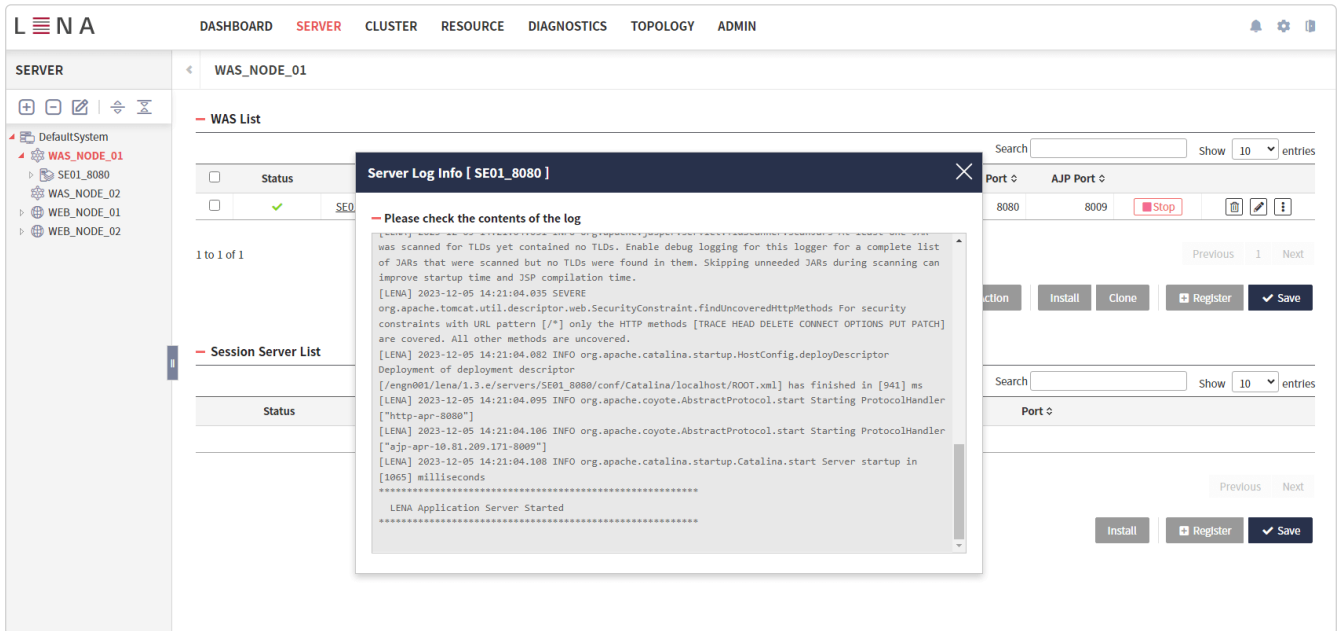 LENA
DASHBOARD SERVER CLUSTER RESOURCE DIAGNOSTICS TOPOLOGY ADMIN
SERVER
WAS_NODE_01
DefaultSystem
WAS_NODE_01
SE01_8080
WAS_NODE_02
WEB_NODE_01
WEB_NODE_02
WAS List
Search
Show 10 entries
Status
Port
AJP Port
SE0
8080
8009
Stop
1 to 1 of 1
Previous 1 Next
ction
Install
Clone
Register
Save
Session Server List
Search
Show 10 entries
Status
Port
Previous Next
Install
Register
Save
Server Log Info [ SE01_8080 ]
Please check the contents of the log
was scanned for TLDs yet contained no TLDs. Enable debug logging for this logger for a complete list
of JARs that were scanned but no TLDs were found in them. Skipping unneeded JARs during scanning can
improve startup time and JSP compilation time.
[LENA] 2023-12-05 14:21:04.035 SEVERE
org.apache.tomcat.util.descriptor.web.SecurityConstraint.findUncoveredHttpMethods For security
constraints with URL pattern [/*] only the HTTP methods [TRACE HEAD DELETE CONNECT OPTIONS PUT PATCH]
are covered. All other methods are uncovered.
[LENA] 2023-12-05 14:21:04.082 INFO org.apache.catalina.startup.HostConfig.deployDescriptor
Deployment of deployment descriptor
[/engn001/lena/1.3.e/servers/SE01_8080/conf/Catalina/localhost/ROOT.xml] has finished in [941] ms
[LENA] 2023-12-05 14:21:04.095 INFO org.apache.coyote.AbstractProtocol.start Starting ProtocolHandler
["http-apr-8080"]
[LENA] 2023-12-05 14:21:04.106 INFO org.apache.coyote.AbstractProtocol.start Starting ProtocolHandler
["ajp-apr-10.81.209.171-8009"]
[LENA] 2023-12-05 14:21:04.108 INFO org.apache.catalina.startup.Catalina.start Server startup in
[1065] milliseconds
*********************************************************
LENA Application Server Started
*********************************************************